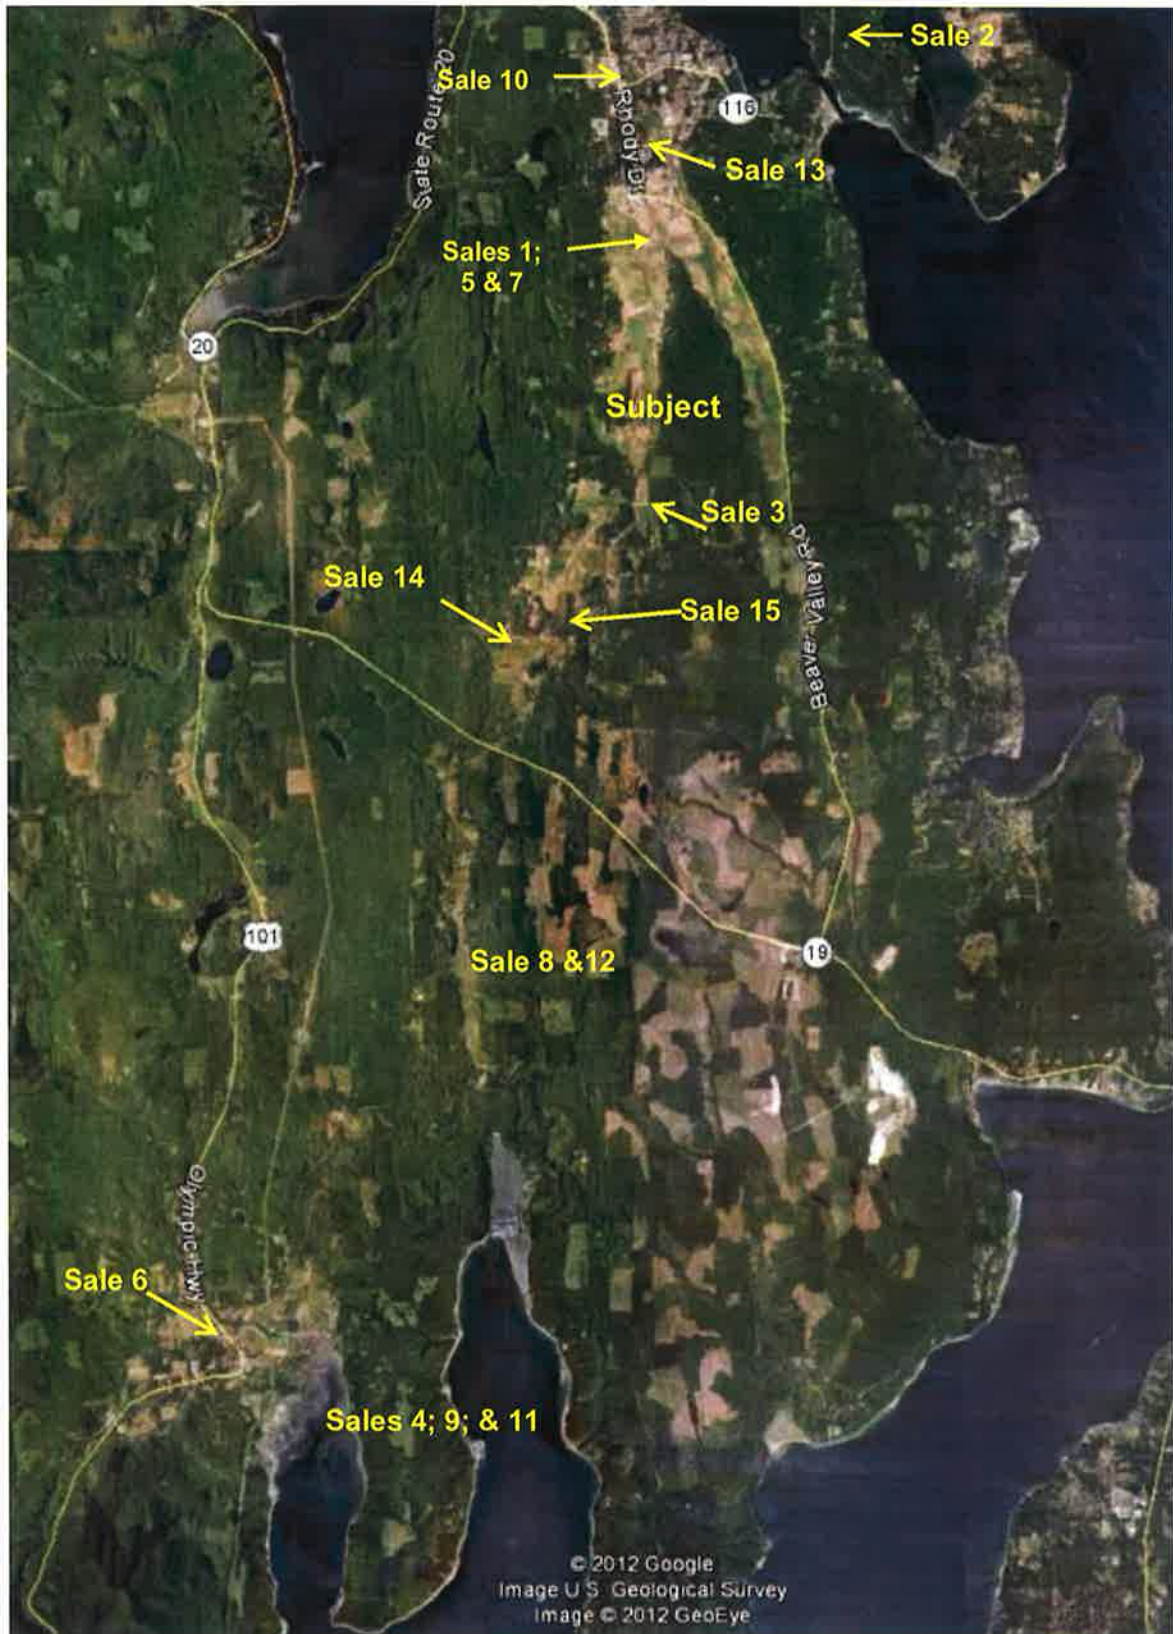 Sale 2
Sale 10
State Route 20
116
Rhody Dr
Sale 13
Sales 1;
5 & 7
20
Subject
Sale 3
Sale 14
Sale 15
Beaver Valley Rd
101
Sale 8 &12
19
Olympic Hwy
Sale 6
Sales 4; 9; & 11
© 2012 Google
Image U S Geological Survey
Image © 2012 GeoEye